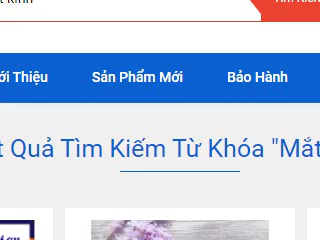 ới Thiệu Sản Phẩm Mới Bảo Hành
t Quả Tìm Kiếm Từ Khóa "Mắt